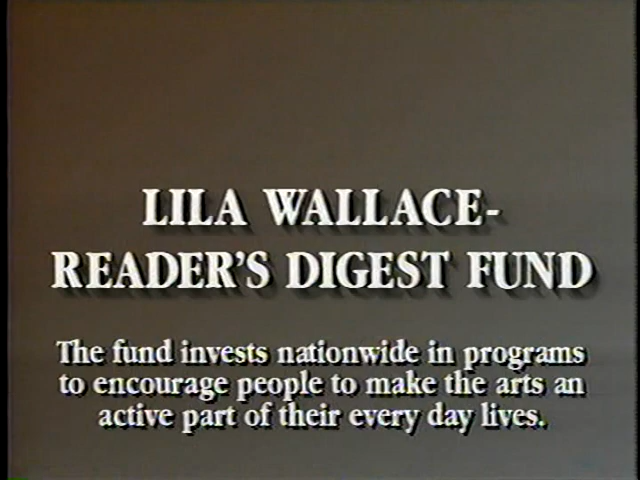 LILA WALLACE-
READER'S DIGEST FUND
The fund invests nationwide in programs
to encourage people to make the arts an
active part of their every day lives.